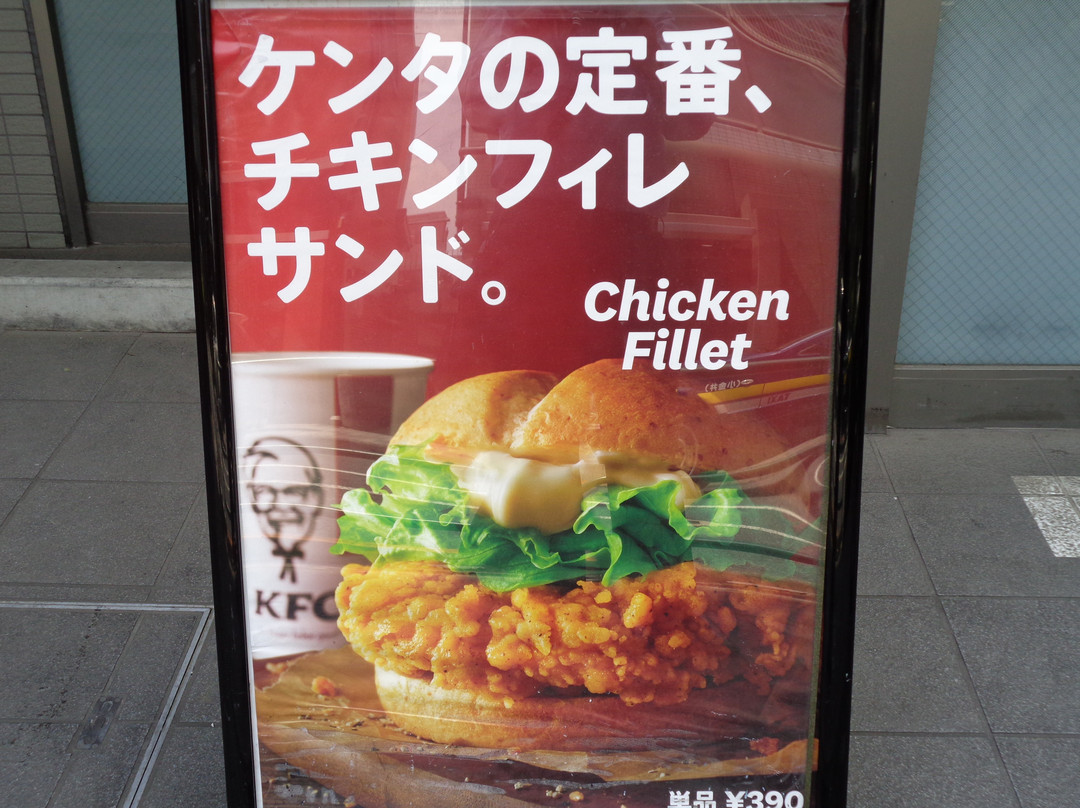 ケンタの定番、
チキンフィレ
サンド。
Chicken
Fillet
KFC
単品 ¥390